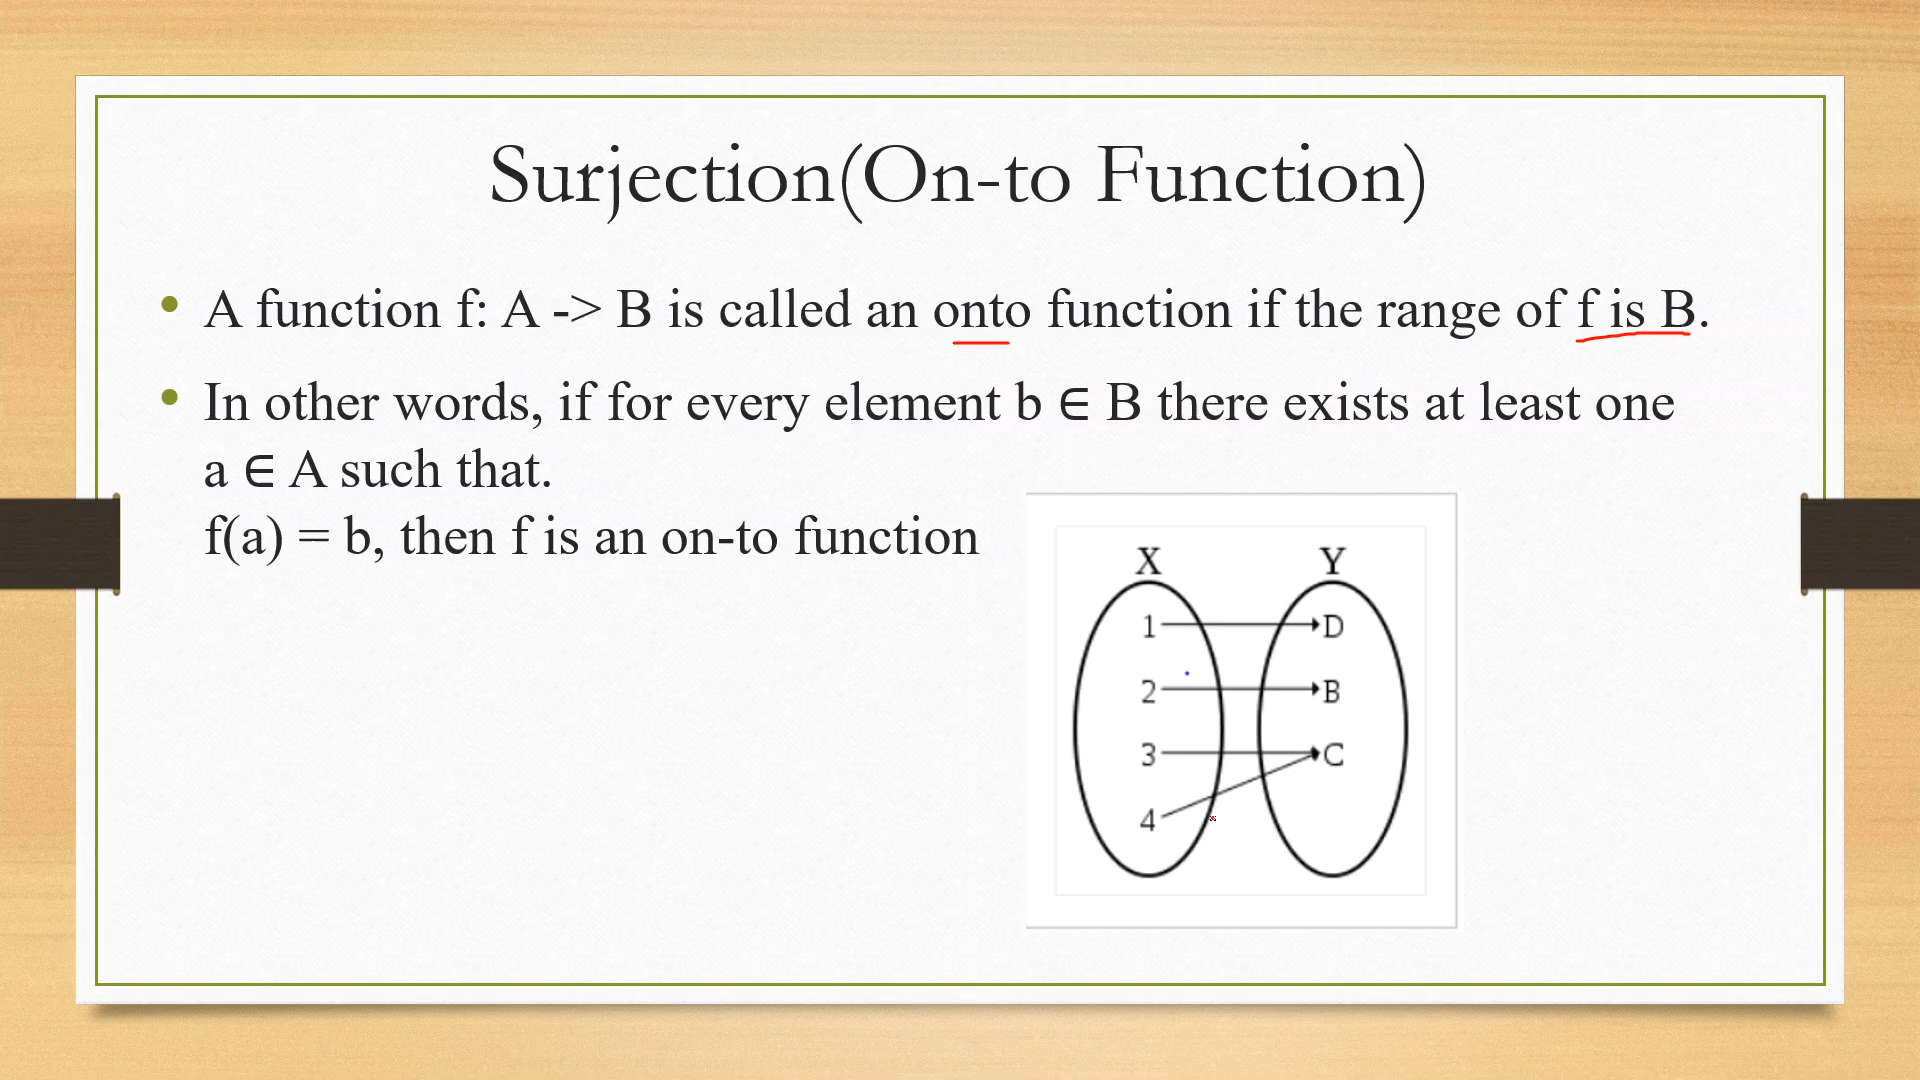 Surjection(On-to Function)
• A function f: A -> B is called an onto function if the range of f is B.
• In other words, if for every element b ∈ B there exists at least one
a ∈ A such that.
f(a) = b, then f is an on-to function
X Y
1 D
2 B
3 C
4